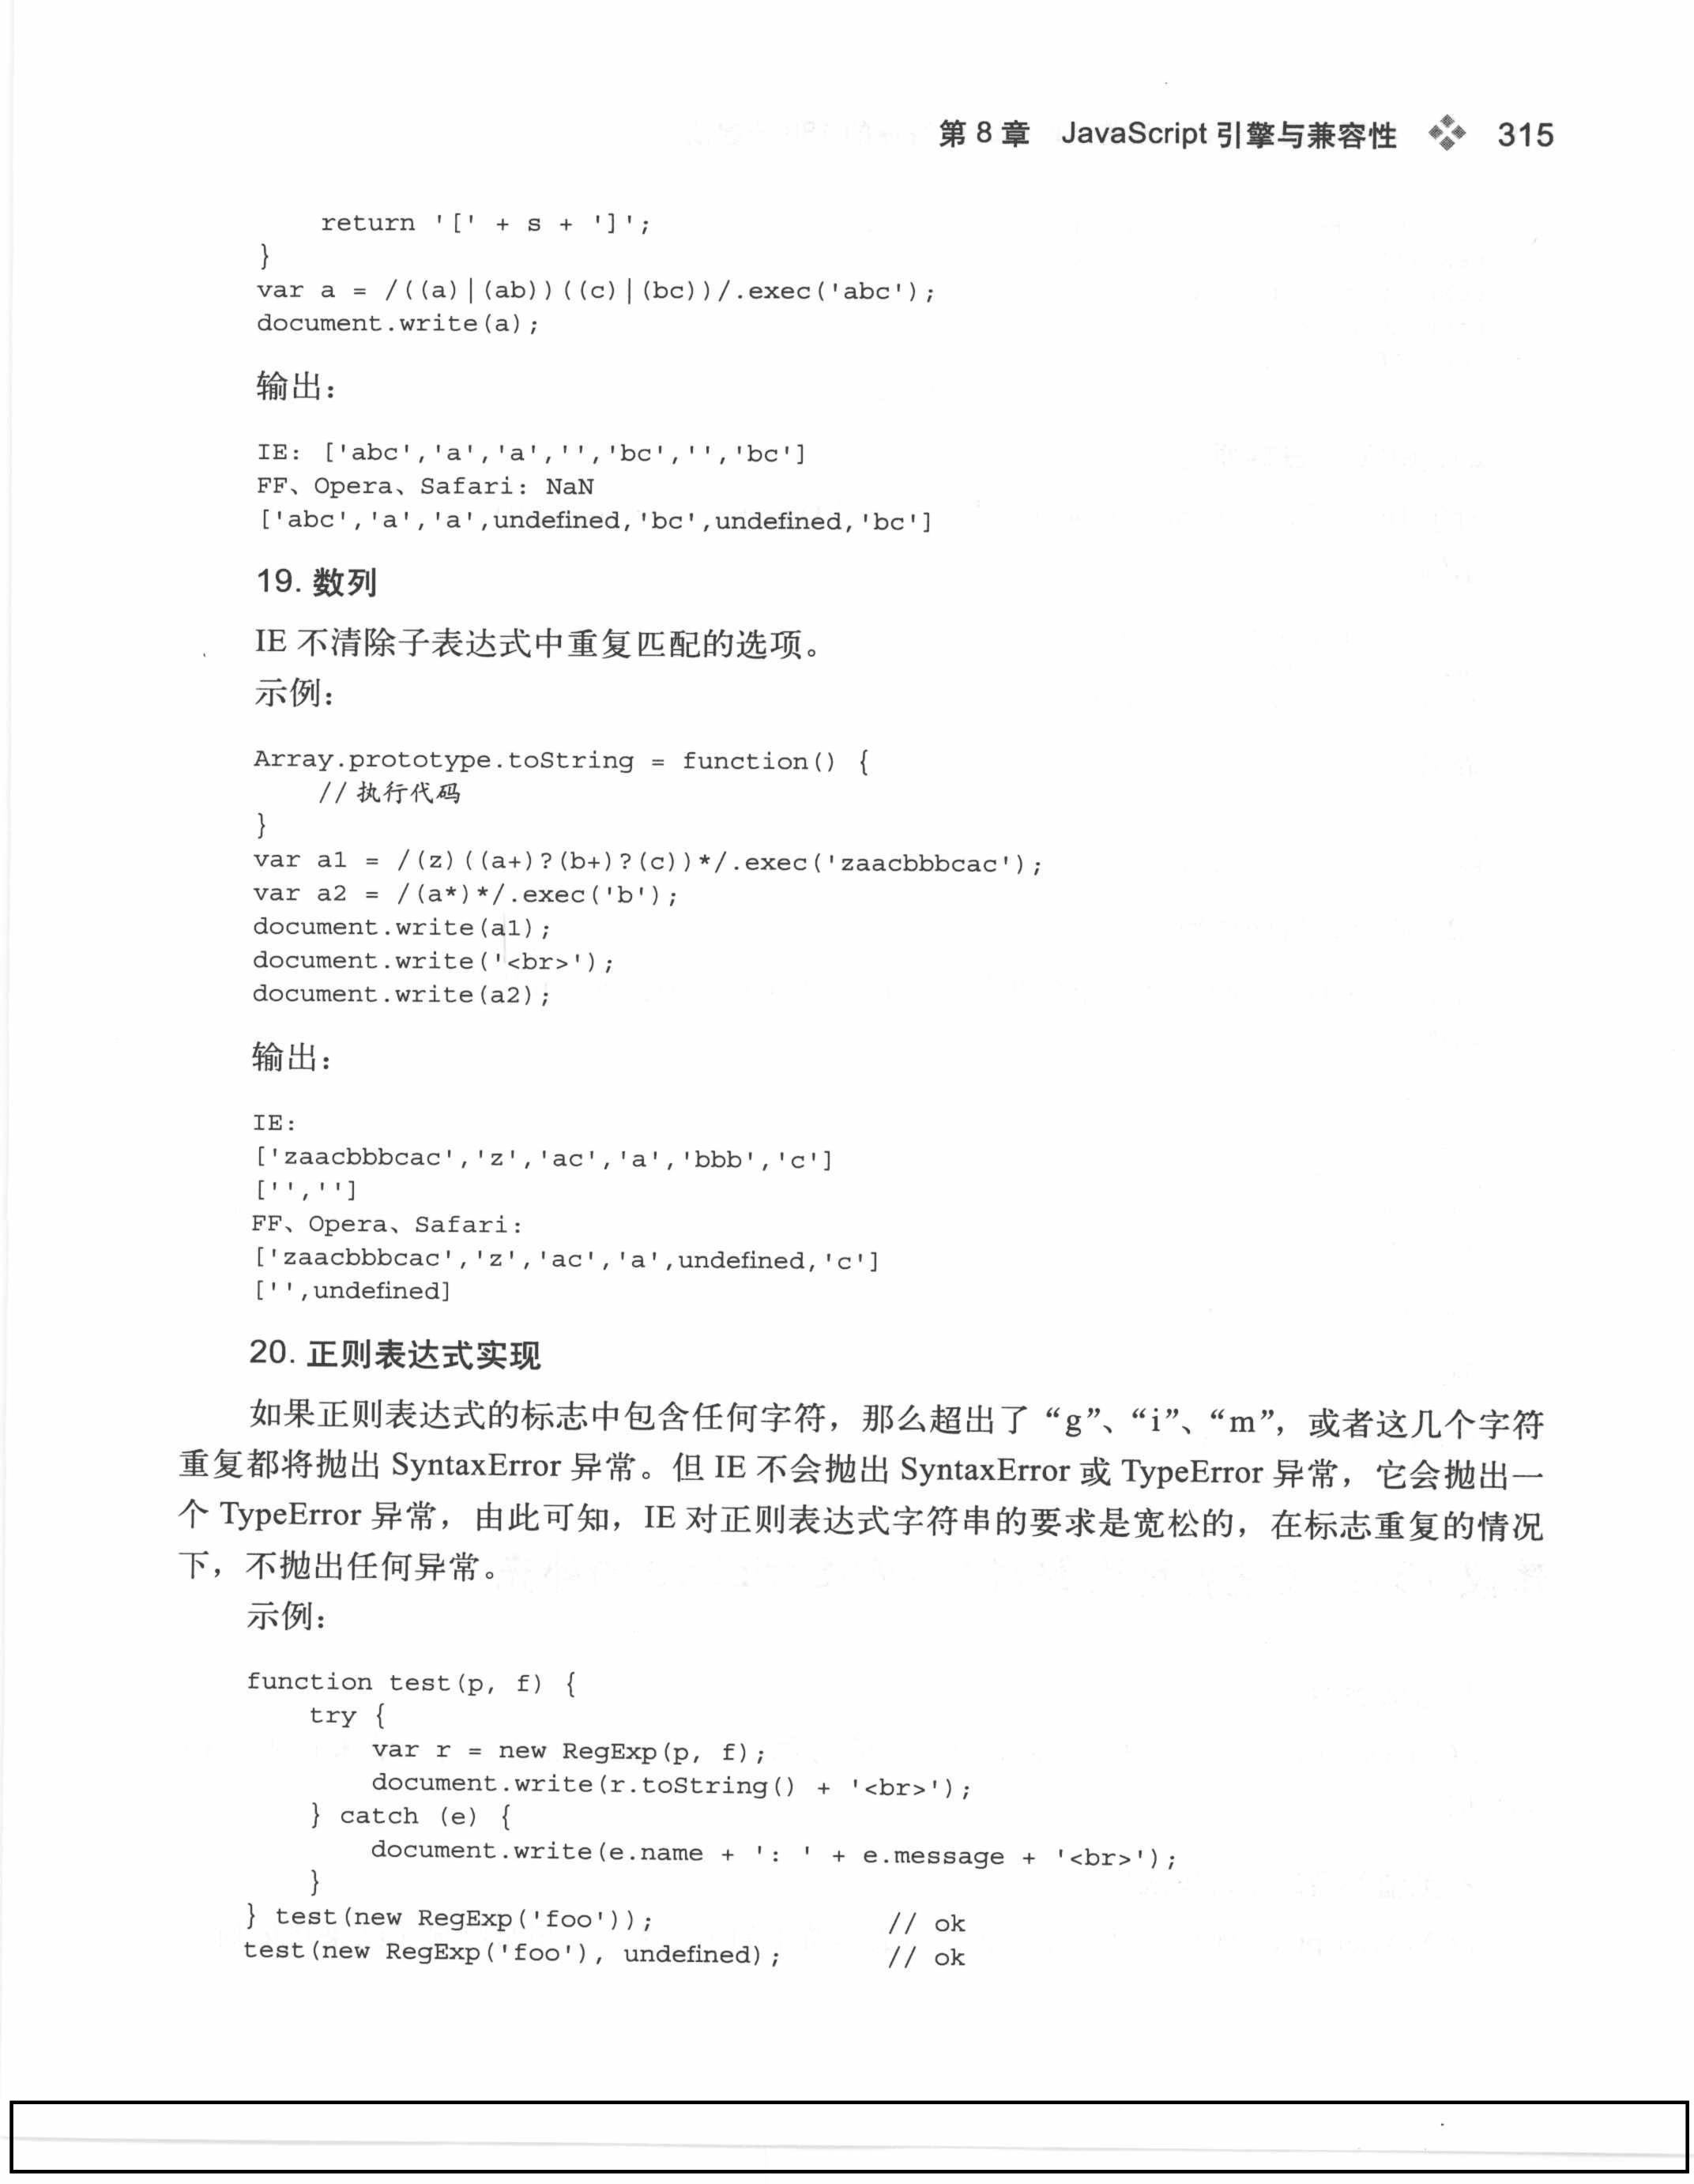 第 8 章 JavaScript 引擎与兼容性 315
    return '[' + s + ']';
}
var a = /((a)|(ab))((c)|(bc))/.exec('abc');
document.write(a);
输出：
IE: ['abc','a','a','','bc','','bc']
FF、Opera、Safari: NaN
['abc','a','a',undefined,'bc',undefined,'bc']
19. 数列
IE 不清除子表达式中重复匹配的选项。
示例：
Array.prototype.toString = function() {
    // 执行代码
}
var a1 = /(z)((a+)?(b+)?(c))*/.exec('zaacbbbcac');
var a2 = /(a*)*/.exec('b');
document.write(a1);
document.write('<br>');
document.write(a2);
输出：
IE:
['zaacbbbcac','z','ac','a','bbb','c']
['','']
FF、Opera、Safari:
['zaacbbbcac','z','ac','a',undefined,'c']
['',undefined]
20. 正则表达式实现
如果正则表达式的标志中包含任何字符，那么超出了 “g”、“i”、“m”，或者这几个字符
重复都将抛出 SyntaxError 异常。但 IE 不会抛出 SyntaxError 或 TypeError 异常，它会抛出一
个 TypeError 异常，由此可知，IE 对正则表达式字符串的要求是宽松的，在标志重复的情况
下，不抛出任何异常。
示例：
function test(p, f) {
    try {
        var r = new RegExp(p, f);
        document.write(r.toString() + '<br>');
    } catch (e) {
        document.write(e.name + ': ' + e.message + '<br>');
    }
} test(new RegExp('foo'));               // ok
test(new RegExp('foo'), undefined);       // ok